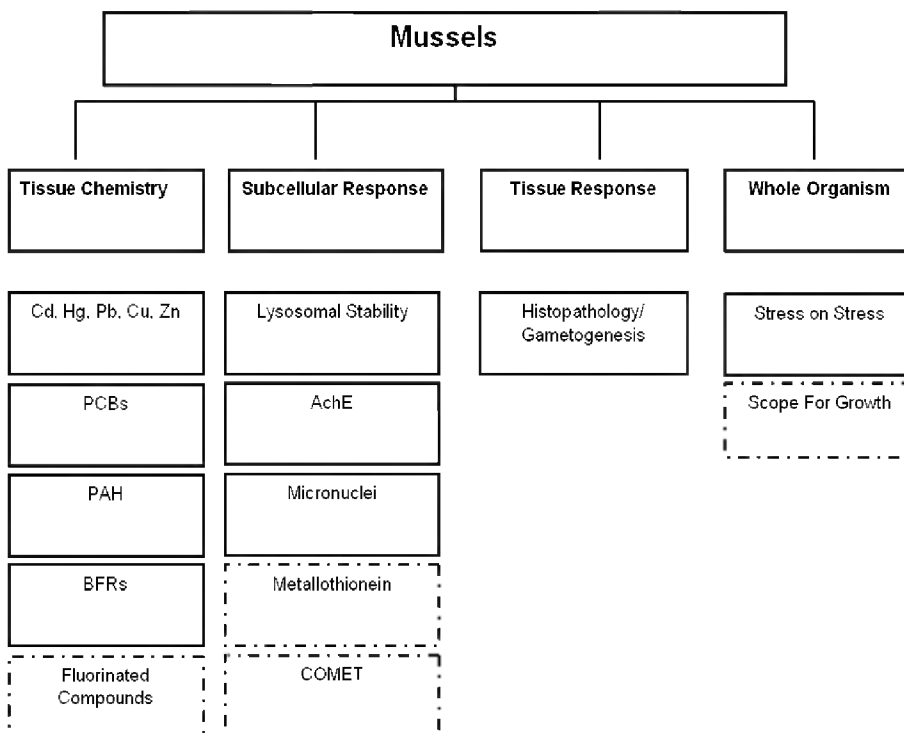 Mussels
Tissue Chemistry
Subcellular Response
Tissue Response
Whole Organism
Cd, Hg, Pb, Cu, Zn
Lysosomal Stability
Histopathology/
Gametogenesis
Stress on Stress
PCBs
AchE
Scope For Growth
PAH
Micronuclei
BFRs
Metallothionein
Fluorinated
Compounds
COMET